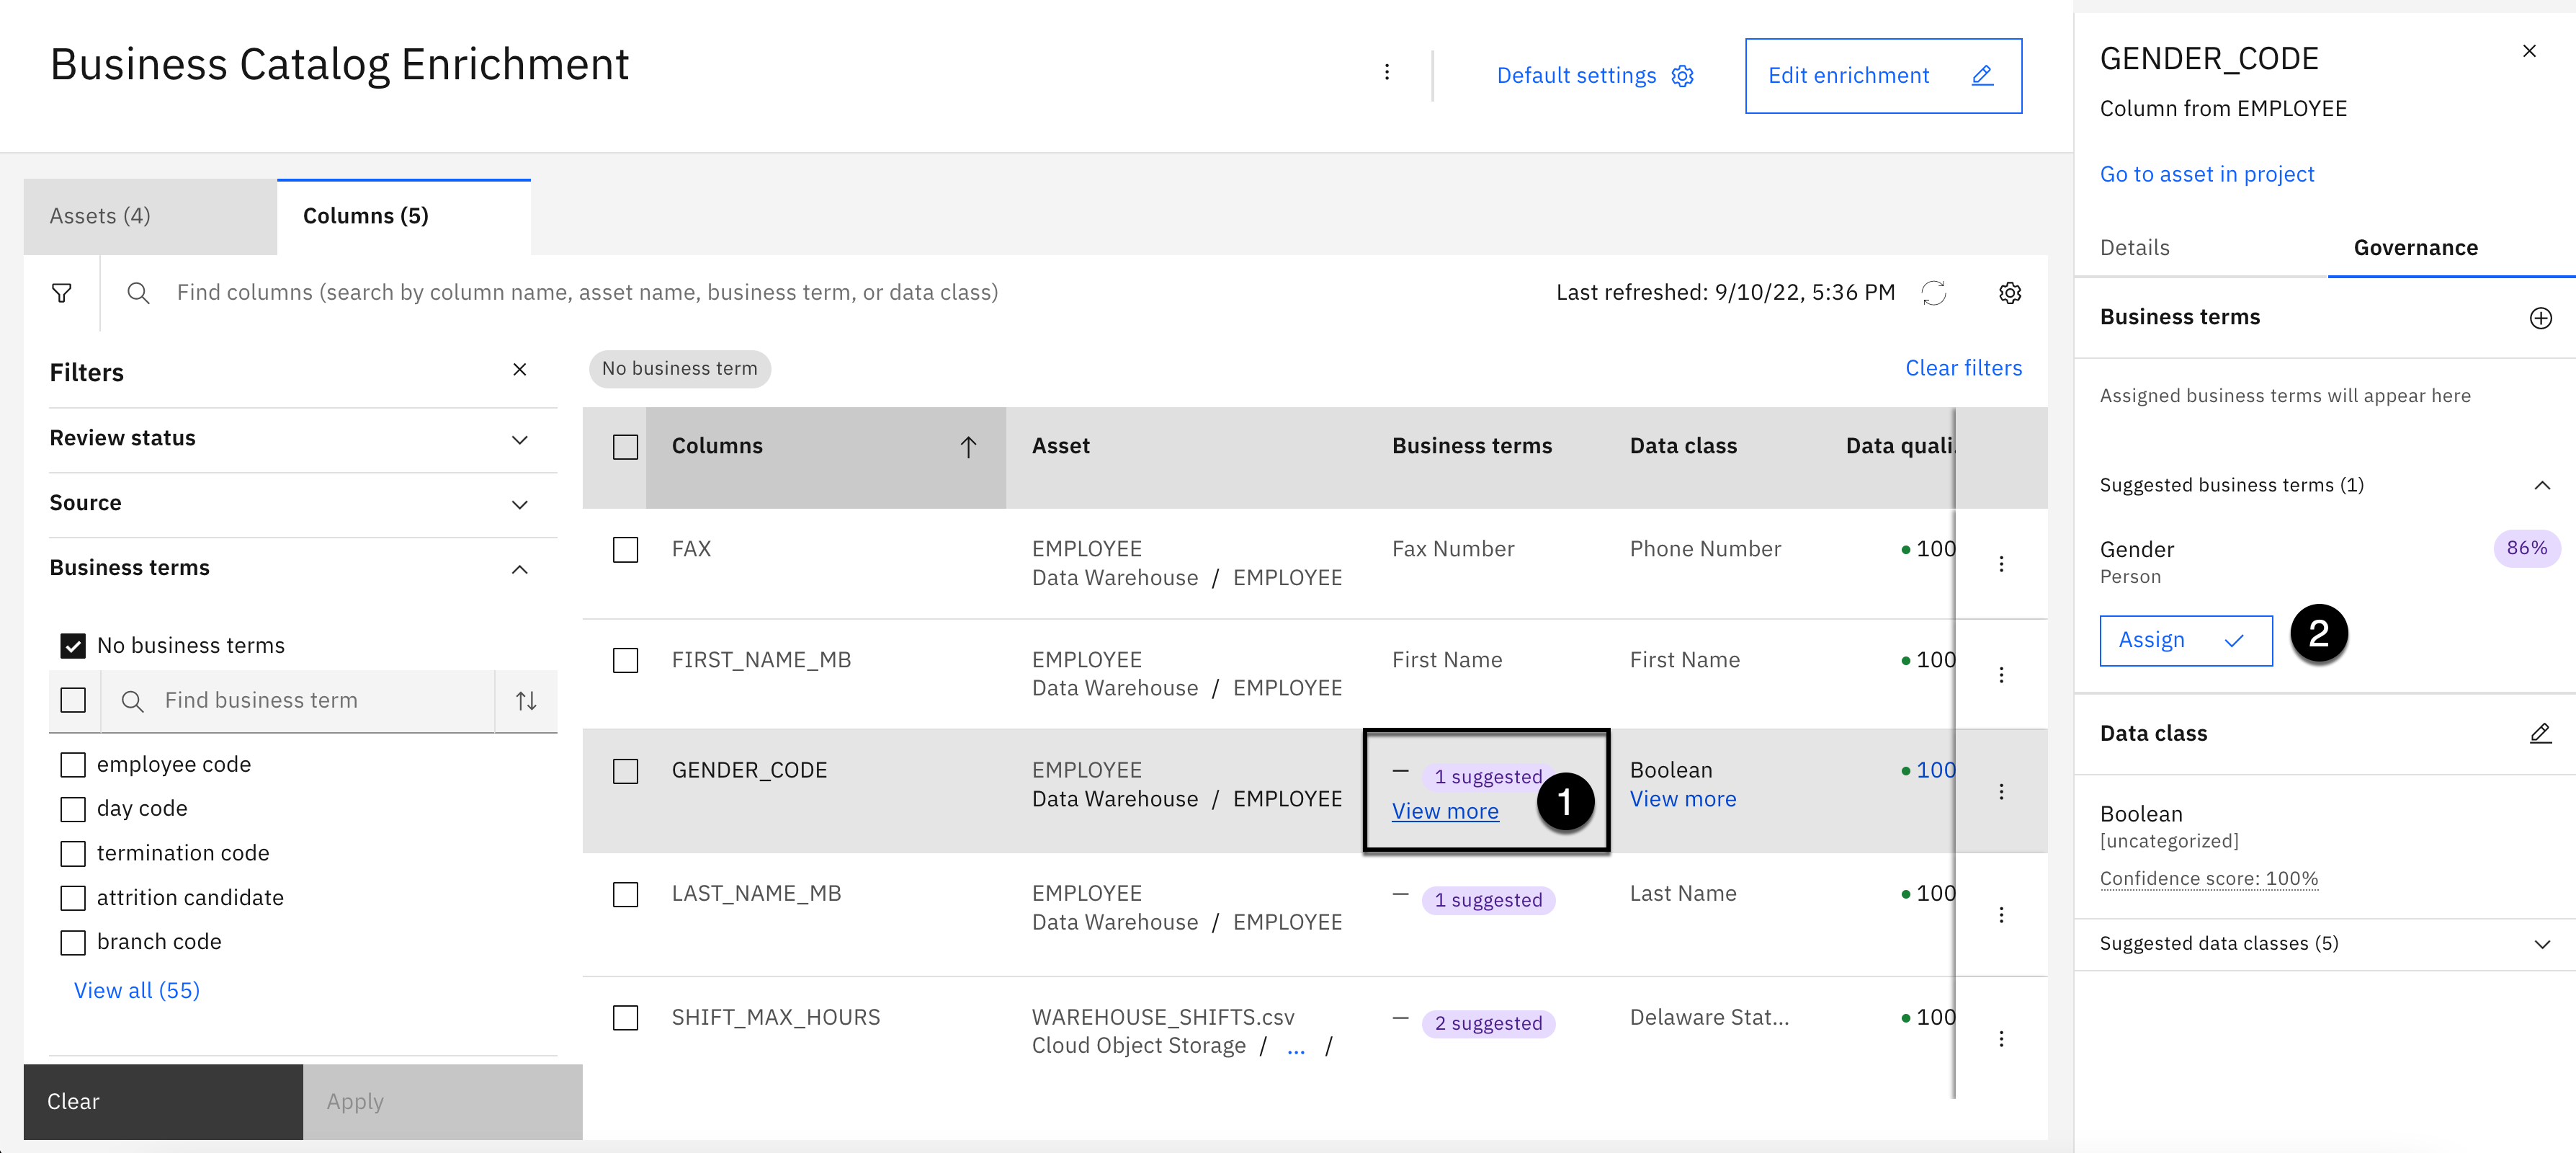 Business Catalog Enrichment
Default settings
Edit enrichment
Assets (4)
Columns (5)
Find columns (search by column name, asset name, business term, or data class)
Last refreshed: 9/10/22, 5:36 PM
Filters
Review status
Source
Business terms
No business terms
Find business term
employee code
day code
termination code
attrition candidate
branch code
View all (55)
Clear
Apply
No business term
Clear filters
Columns Asset Business terms Data class Data quali.
FAX EMPLOYEE Fax Number Phone Number 100
Data Warehouse / EMPLOYEE
FIRST_NAME_MB EMPLOYEE First Name First Name 100
Data Warehouse / EMPLOYEE
GENDER_CODE EMPLOYEE — 1 suggested Boolean 100
Data Warehouse / EMPLOYEE View more 1 View more
LAST_NAME_MB EMPLOYEE — 1 suggested Last Name 100
Data Warehouse / EMPLOYEE
SHIFT_MAX_HOURS WAREHOUSE_SHIFTS.csv — 2 suggested Delaware Stat... 100
Cloud Object Storage / ... /
GENDER_CODE
Column from EMPLOYEE
Go to asset in project
Details Governance
Business terms
Assigned business terms will appear here
Suggested business terms (1)
Gender 86%
Person
Assign 2
Data class
Boolean
[uncategorized]
Confidence score: 100%
Suggested data classes (5)